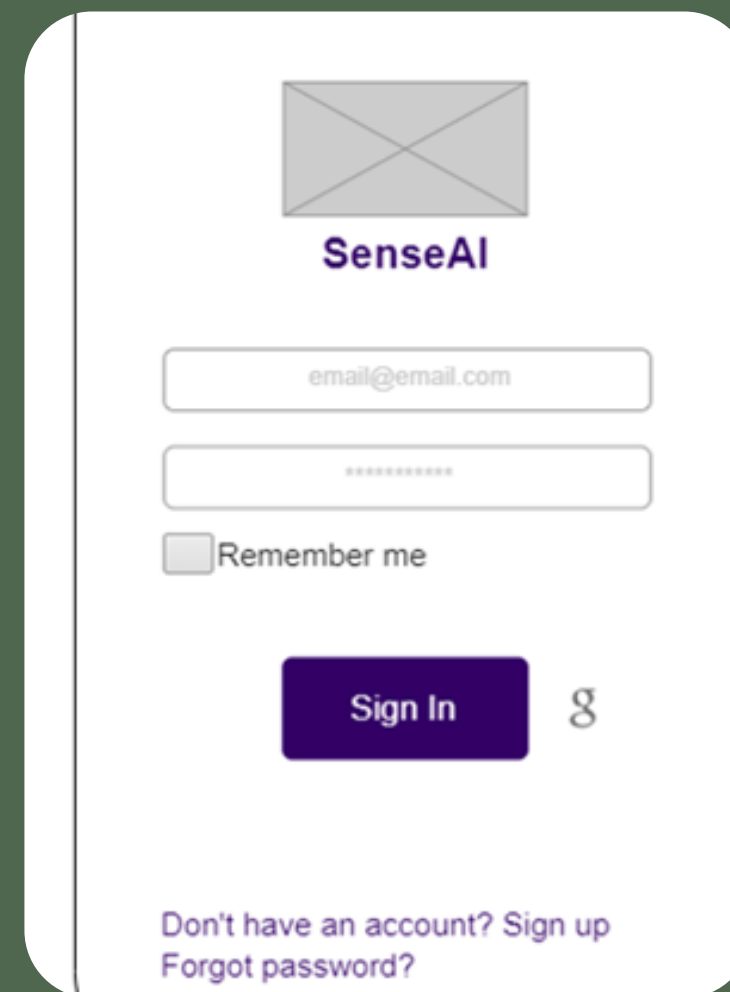 SenseAI
email@email.com
***********
Remember me
Sign In g
Don't have an account? Sign up
Forgot password?